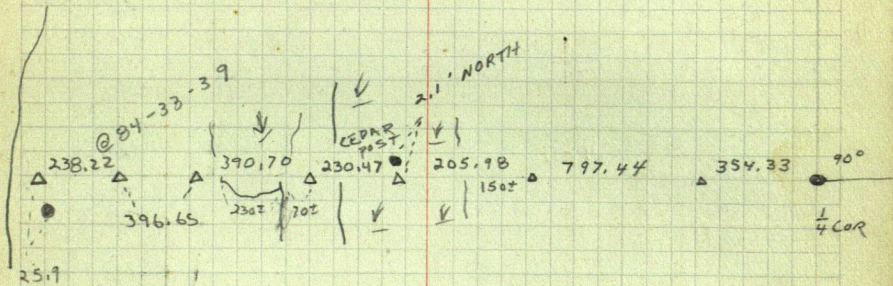 @ 84-33-39
2.1' NORTH
CEDAR
POST
238.22 390.70 230.47 205.98 797.44 354.33 90°
396.65 230± 70± 150±
1/4 COR
25.9